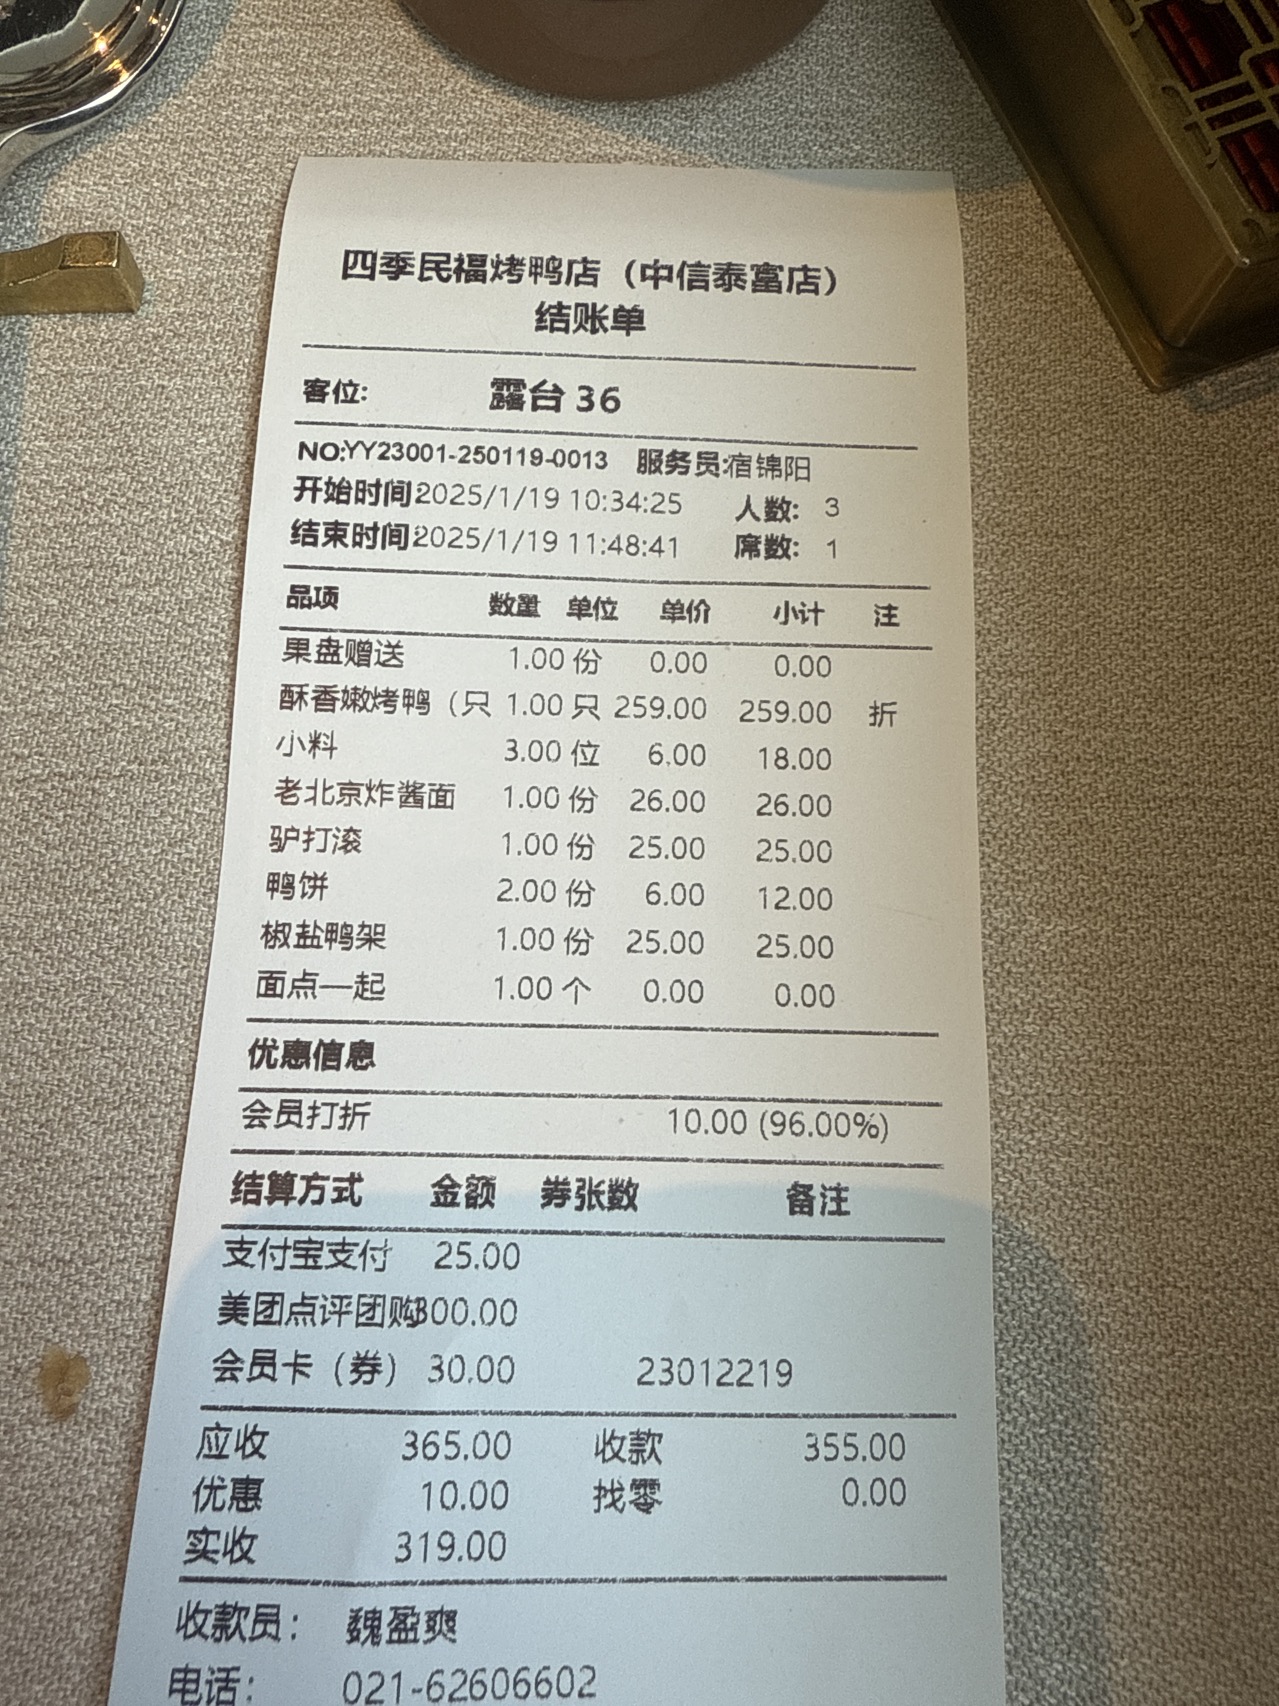 四季民福烤鸭店（中信泰富店）
结账单
客位: 露台 36
NO:YY23001-250119-0013 服务员:宿锦阳
开始时间2025/1/19 10:34:25 人数: 3
结束时间2025/1/19 11:48:41 席数: 1
品项 数量 单位 单价 小计 注
果盘赠送 1.00 份 0.00 0.00
酥香嫩烤鸭（只 1.00 只 259.00 259.00 折
小料 3.00 位 6.00 18.00
老北京炸酱面 1.00 份 26.00 26.00
驴打滚 1.00 份 25.00 25.00
鸭饼 2.00 份 6.00 12.00
椒盐鸭架 1.00 份 25.00 25.00
面点一起 1.00 个 0.00 0.00
优惠信息
会员打折 10.00 (96.00%)
结算方式 金额 券张数 备注
支付宝支付 25.00
美团点评团购300.00
会员卡（券） 30.00 23012219
应收 365.00 收款 355.00
优惠 10.00 找零 0.00
实收 319.00
收款员： 魏盈爽
电话： 021-62606602